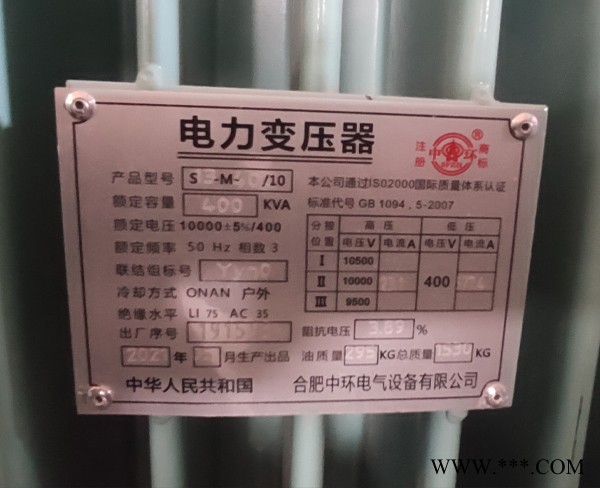 电力变压器
注册 中环 商标 ®
产品型号 S -M- /10
本公司通过ISO2000国际质量体系认证
额定容量 400 KVA
标准代号 GB 1094．5-2007
额定电压 10000±5%/400
额定频率 50 Hz 相数 3
联结组标号 Yyn0
冷却方式 ONAN 户外
绝缘水平 LI 75 AC 35
出厂序号
分接位置 高压 低压
电压V 电流A 电压V 电流A
Ⅰ 10500
Ⅱ 10000 400
Ⅲ 9500
阻抗电压 3.89 %
2021 年 月生产出品
油质量 295 KG 总质量 KG
中华人民共和国 合肥中环电气设备有限公司
WWW.***.COM